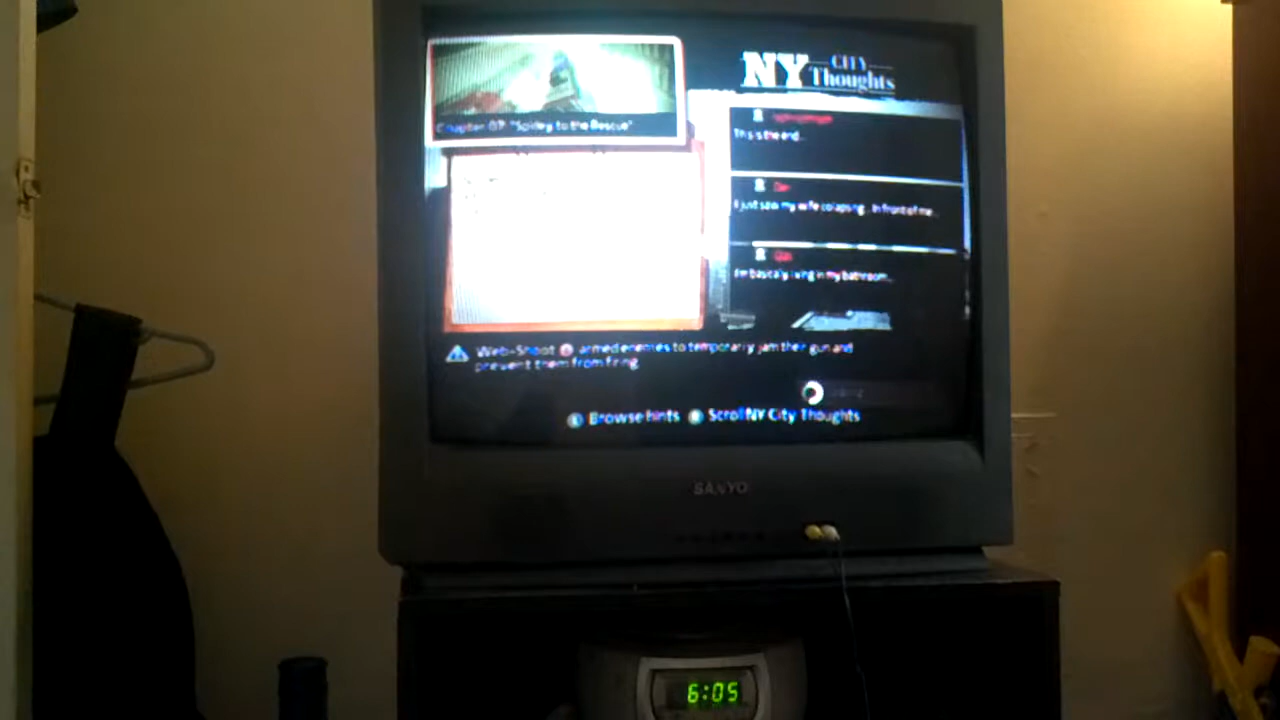 Chapter 07: "Spidey to the Rescue"
NY CITY
Thoughts
This is the end...
I just saw my wife colapsing... In front of me...
I'm basicaly living in my bathroom...
Web-Shoot armed enemies to temporarily jam their gun and
prevent them from firing.
Browse hints Scroll NY City Thoughts
SANYO
6:05